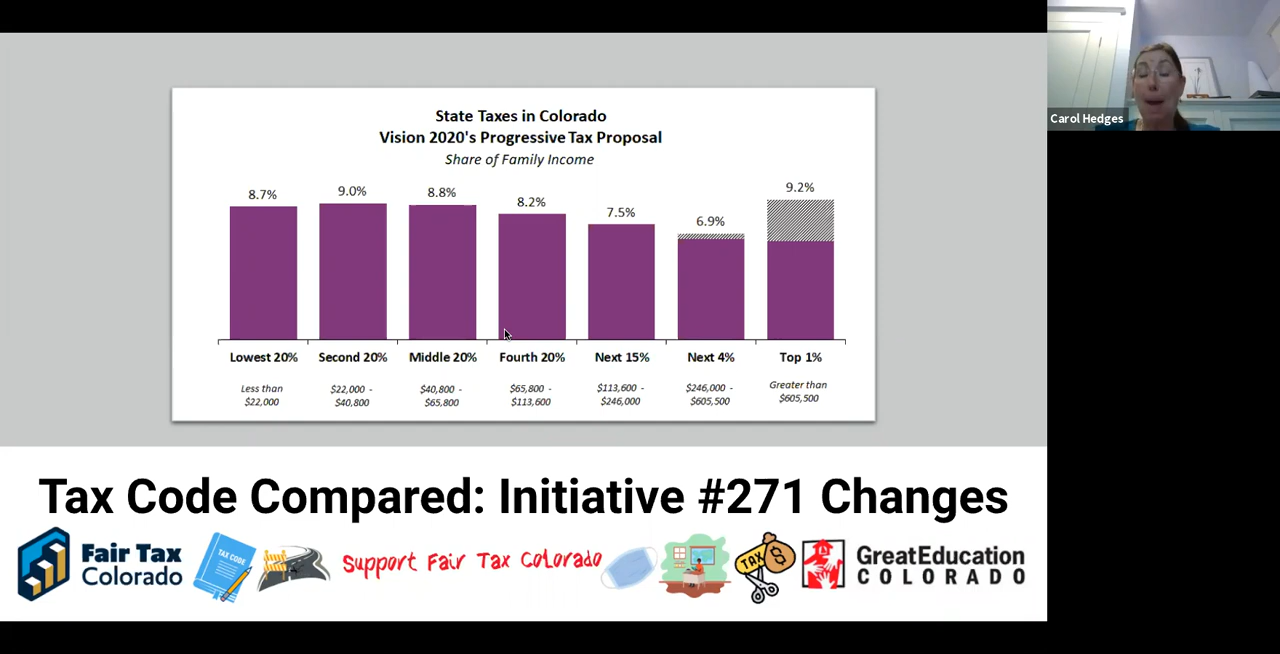 Carol Hedges
State Taxes in Colorado
Vision 2020's Progressive Tax Proposal
Share of Family Income
8.7% 9.0% 8.8% 8.2% 7.5% 6.9% 9.2%
Lowest 20% Second 20% Middle 20% Fourth 20% Next 15% Next 4% Top 1%
Less than $22,000 - $40,800 - $65,800 - $113,600 - $246,000 - Greater than
$22,000 $40,800 $65,800 $113,600 $246,000 $605,500 $605,500
Tax Code Compared: Initiative #271 Changes
Fair Tax
Colorado
TAX CODE
Support Fair Tax Colorado
TAX
$
GreatEducation
COLORADO